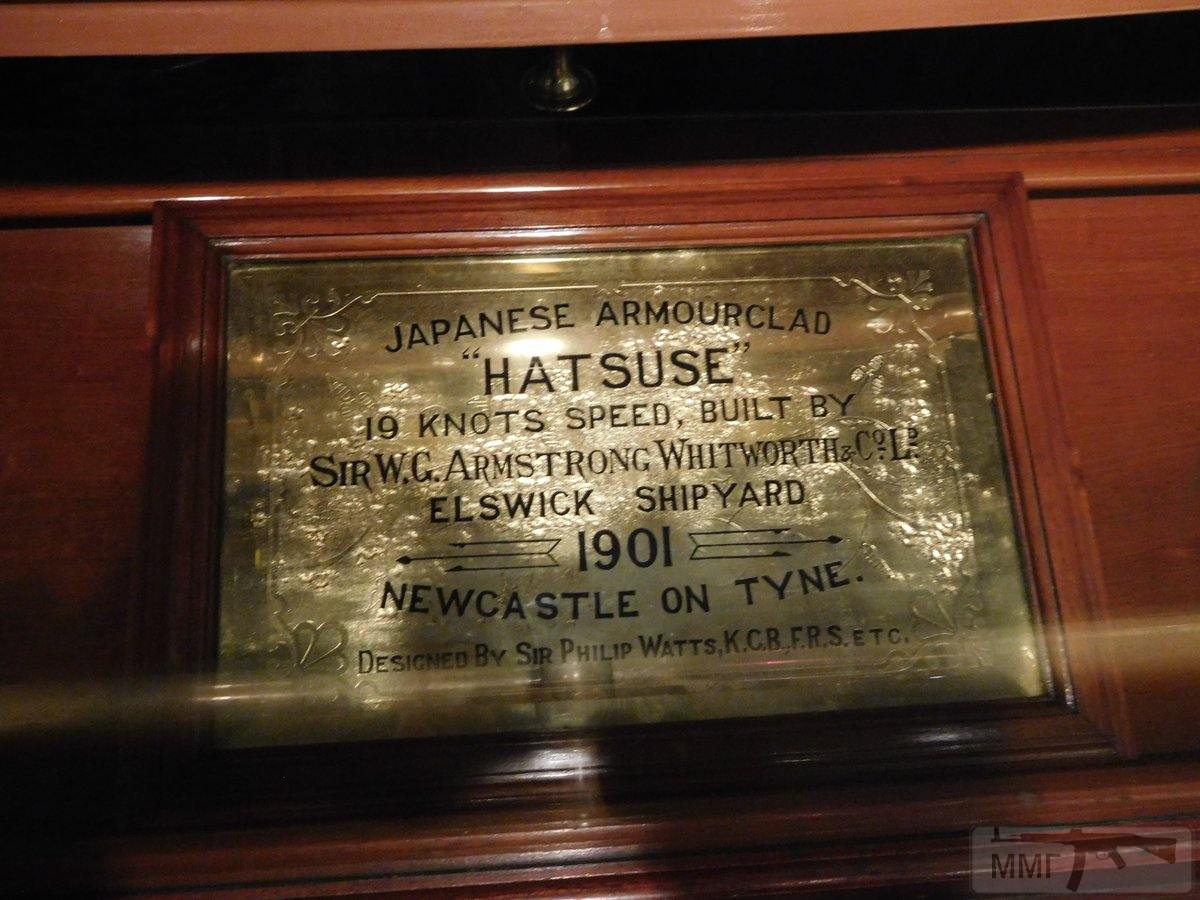 JAPANESE ARMOURCLAD
"HATSUSE"
19 KNOTS SPEED, BUILT BY
SIR W.G. ARMSTRONG WHITWORTH & Co. LD.
ELSWICK SHIPYARD
1901
NEWCASTLE ON TYNE.
DESIGNED BY SIR PHILIP WATTS, K.C.B., F.R.S. ETC.
ММГ